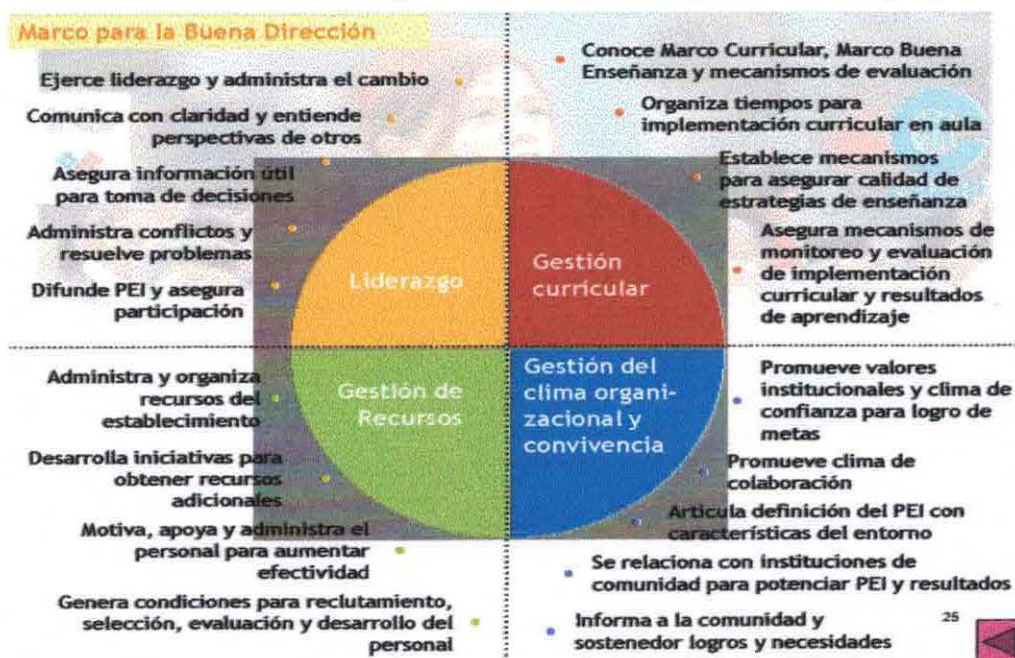 Marco para la Buena Dirección
Ejerce liderazgo y administra el cambio
Comunica con claridad y entiende
perspectivas de otros
Asegura información útil
para toma de decisiones
Administra conflictos y
resuelve problemas
Difunde PEI y asegura
participación
Liderazgo
Conoce Marco Curricular, Marco Buena
Enseñanza y mecanismos de evaluación
Organiza tiempos para
implementación curricular en aula
Establece mecanismos
para asegurar calidad de
estrategias de enseñanza
Asegura mecanismos de
monitoreo y evaluación
de implementación
curricular y resultados
de aprendizaje
Gestión
curricular
Administra y organiza
recursos del
establecimiento
Desarrolla iniciativas para
obtener recursos
adicionales
Motiva, apoya y administra el
personal para aumentar
efectividad
Genera condiciones para reclutamiento,
selección, evaluación y desarrollo del
personal
Gestión de
Recursos
Gestión del
clima organi-
zacional y
convivencia
Promueve valores
institucionales y clima de
confianza para logro de
metas
Promueve clima de
colaboración
Articula definición del PEI con
características del entorno
Se relaciona con instituciones de
comunidad para potenciar PEI y resultados
Informa a la comunidad y
sostenedor logros y necesidades
25